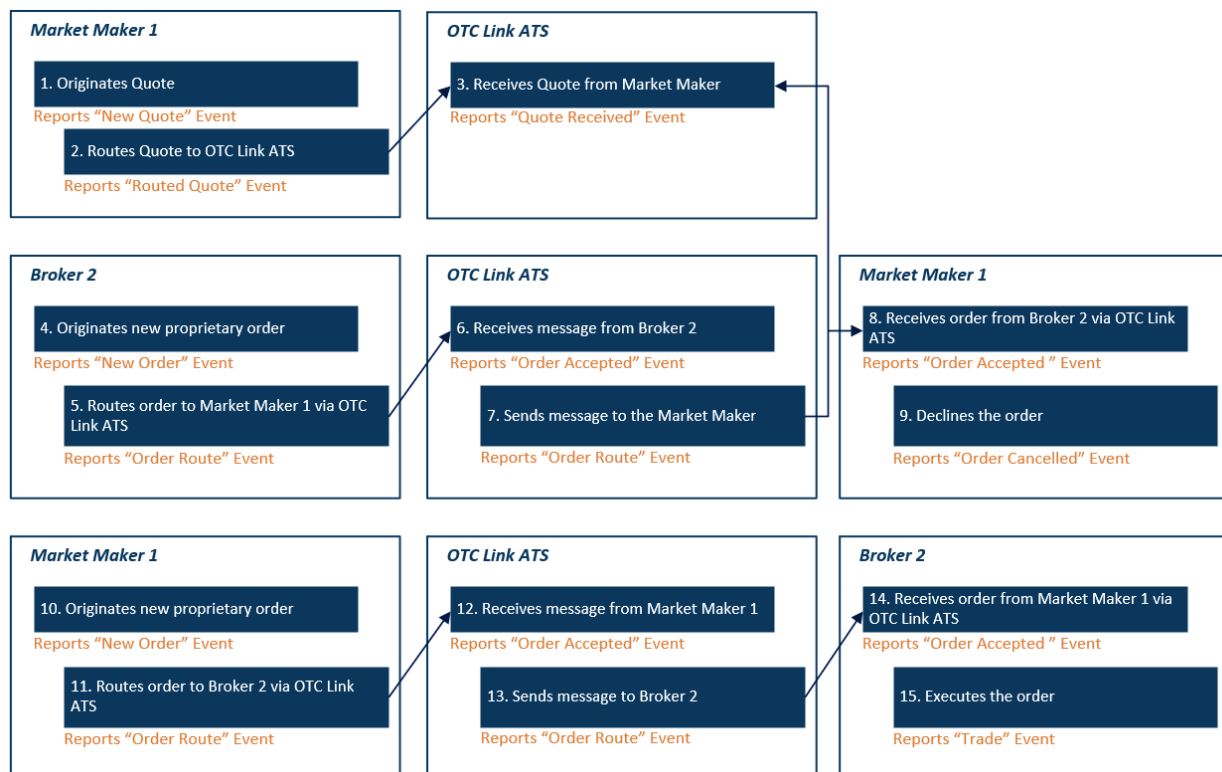 Market Maker 1
1. Originates Quote
Reports “New Quote” Event
2. Routes Quote to OTC Link ATS
Reports “Routed Quote” Event
OTC Link ATS
3. Receives Quote from Market Maker
Reports “Quote Received” Event
Broker 2
4. Originates new proprietary order
Reports “New Order” Event
5. Routes order to Market Maker 1 via OTC
Link ATS
Reports “Order Route” Event
OTC Link ATS
6. Receives message from Broker 2
Reports “Order Accepted” Event
7. Sends message to the Market Maker
Reports “Order Route” Event
Market Maker 1
8. Receives order from Broker 2 via OTC Link
ATS
Reports “Order Accepted ” Event
9. Declines the order
Reports “Order Cancelled” Event
Market Maker 1
10. Originates new proprietary order
Reports “New Order” Event
11. Routes order to Broker 2 via OTC Link
ATS
Reports “Order Route” Event
OTC Link ATS
12. Receives message from Market Maker 1
Reports “Order Accepted” Event
13. Sends message to Broker 2
Reports “Order Route” Event
Broker 2
14. Receives order from Market Maker 1 via
OTC Link ATS
Reports “Order Accepted ” Event
15. Executes the order
Reports “Trade” Event